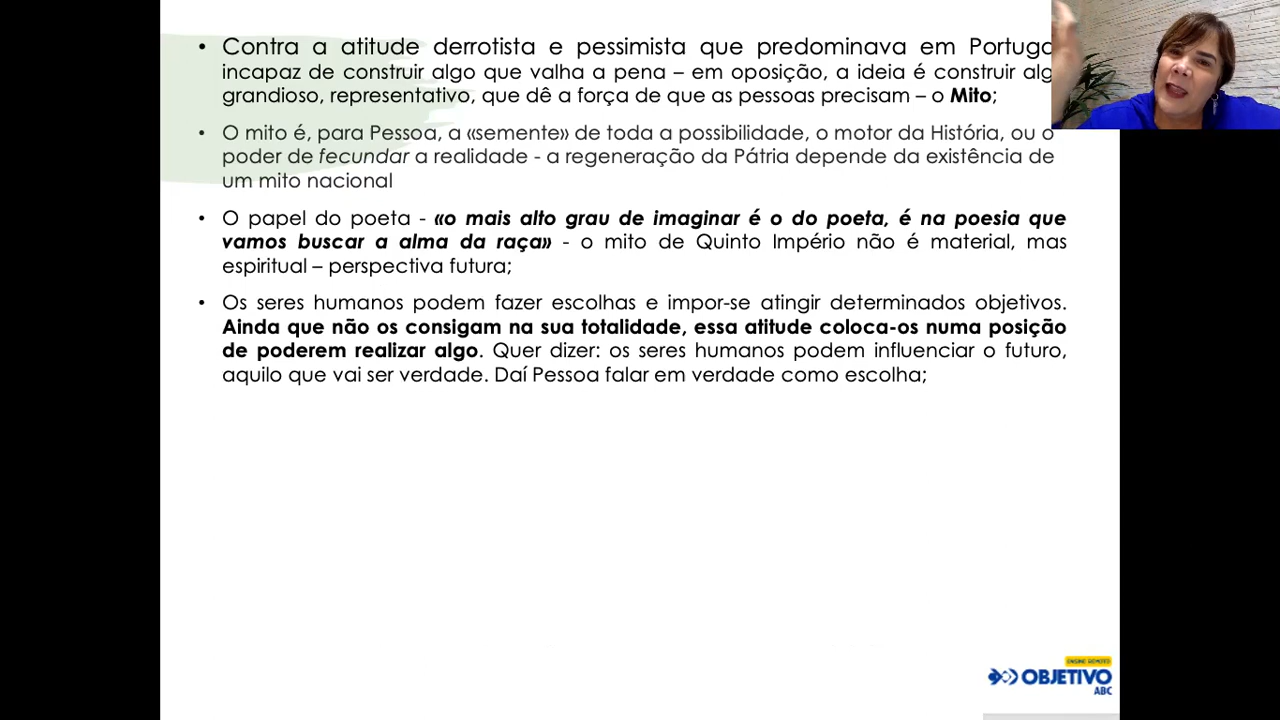 • Contra a atitude derrotista e pessimista que predominava em Portuga
incapaz de construir algo que valha a pena – em oposição, a ideia é construir alg
grandioso, representativo, que dê a força de que as pessoas precisam – o Mito;
• O mito é, para Pessoa, a «semente» de toda a possibilidade, o motor da História, ou o
poder de fecundar a realidade - a regeneração da Pátria depende da existência de
um mito nacional
• O papel do poeta - «o mais alto grau de imaginar é o do poeta, é na poesia que
vamos buscar a alma da raça» - o mito de Quinto Império não é material, mas
espiritual – perspectiva futura;
• Os seres humanos podem fazer escolhas e impor-se atingir determinados objetivos.
Ainda que não os consigam na sua totalidade, essa atitude coloca-os numa posição
de poderem realizar algo. Quer dizer: os seres humanos podem influenciar o futuro,
aquilo que vai ser verdade. Daí Pessoa falar em verdade como escolha;
ENSINO REMOTO
OBJETIVO
ABC